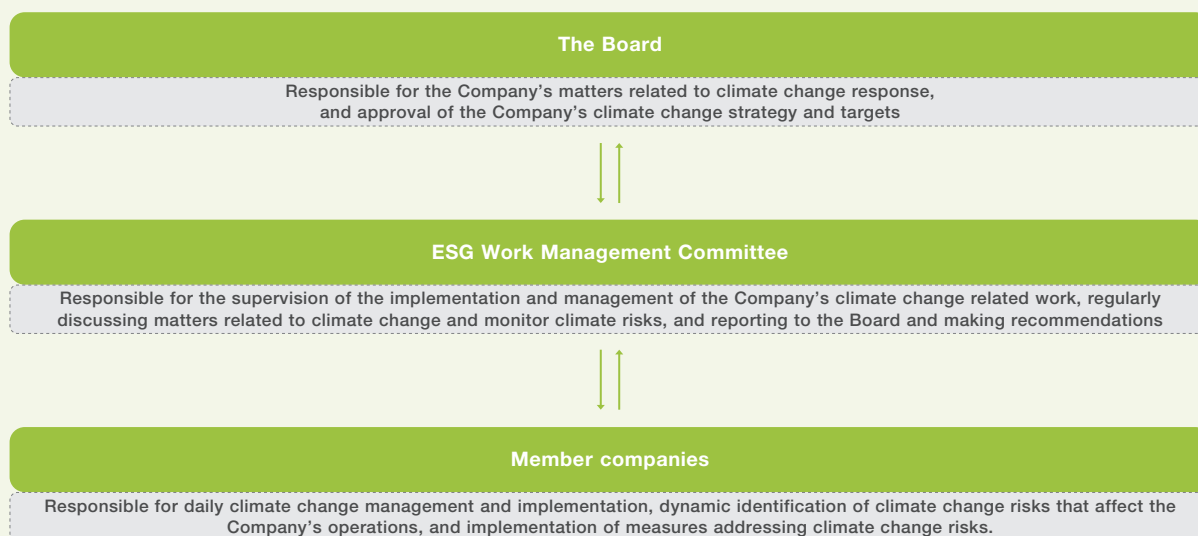 The Board
Responsible for the Company’s matters related to climate change response,
and approval of the Company’s climate change strategy and targets
ESG Work Management Committee
Responsible for the supervision of the implementation and management of the Company’s climate change related work, regularly
discussing matters related to climate change and monitor climate risks, and reporting to the Board and making recommendations
Member companies
Responsible for daily climate change management and implementation, dynamic identification of climate change risks that affect the
Company’s operations, and implementation of measures addressing climate change risks.